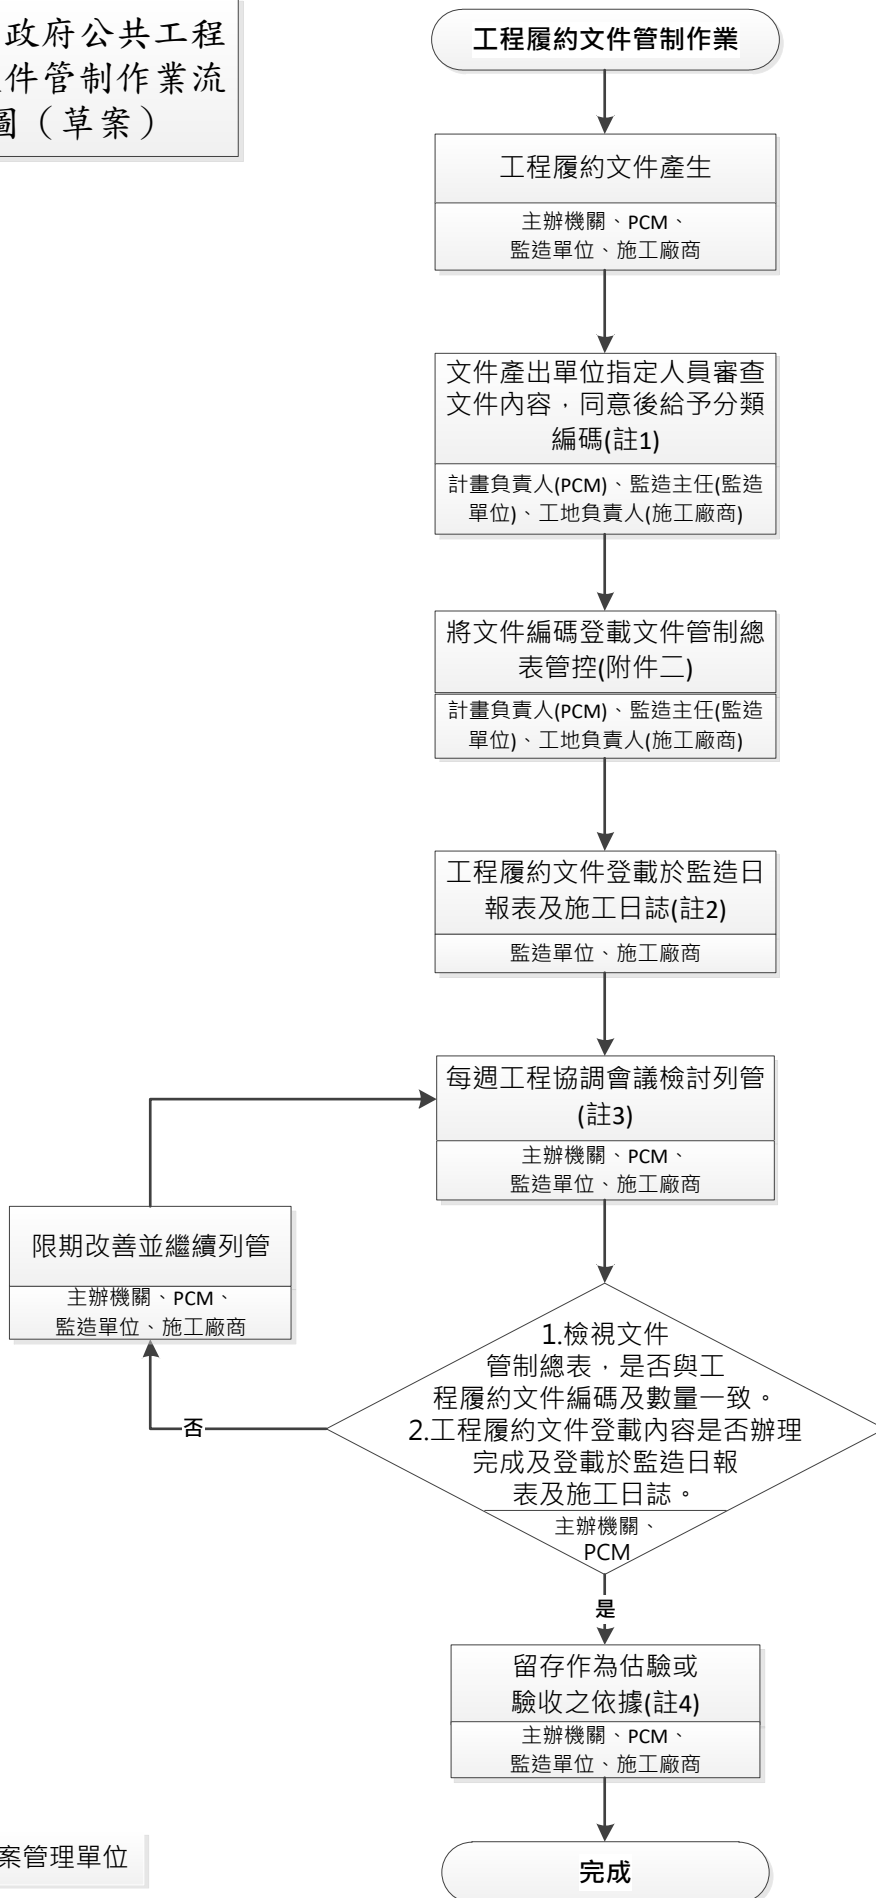 政府公共工程
件管制作業流
圖（草案）
工程履約文件管制作業
工程履約文件產生
主辦機關、PCM、
監造單位、施工廠商
文件產出單位指定人員審查
文件內容，同意後給予分類
編碼(註1)
計畫負責人(PCM)、監造主任(監造
單位)、工地負責人(施工廠商)
將文件編碼登載文件管制總
表管控(附件二)
計畫負責人(PCM)、監造主任(監造
單位)、工地負責人(施工廠商)
工程履約文件登載於監造日
報表及施工日誌(註2)
監造單位、施工廠商
每週工程協調會議檢討列管
(註3)
主辦機關、PCM、
監造單位、施工廠商
限期改善並繼續列管
主辦機關、PCM、
監造單位、施工廠商
1.檢視文件
管制總表，是否與工
程履約文件編碼及數量一致。
2.工程履約文件登載內容是否辦理
完成及登載於監造日報
表及施工日誌。
主辦機關、
PCM
否
是
留存作為估驗或
驗收之依據(註4)
主辦機關、PCM、
監造單位、施工廠商
案管理單位
完成